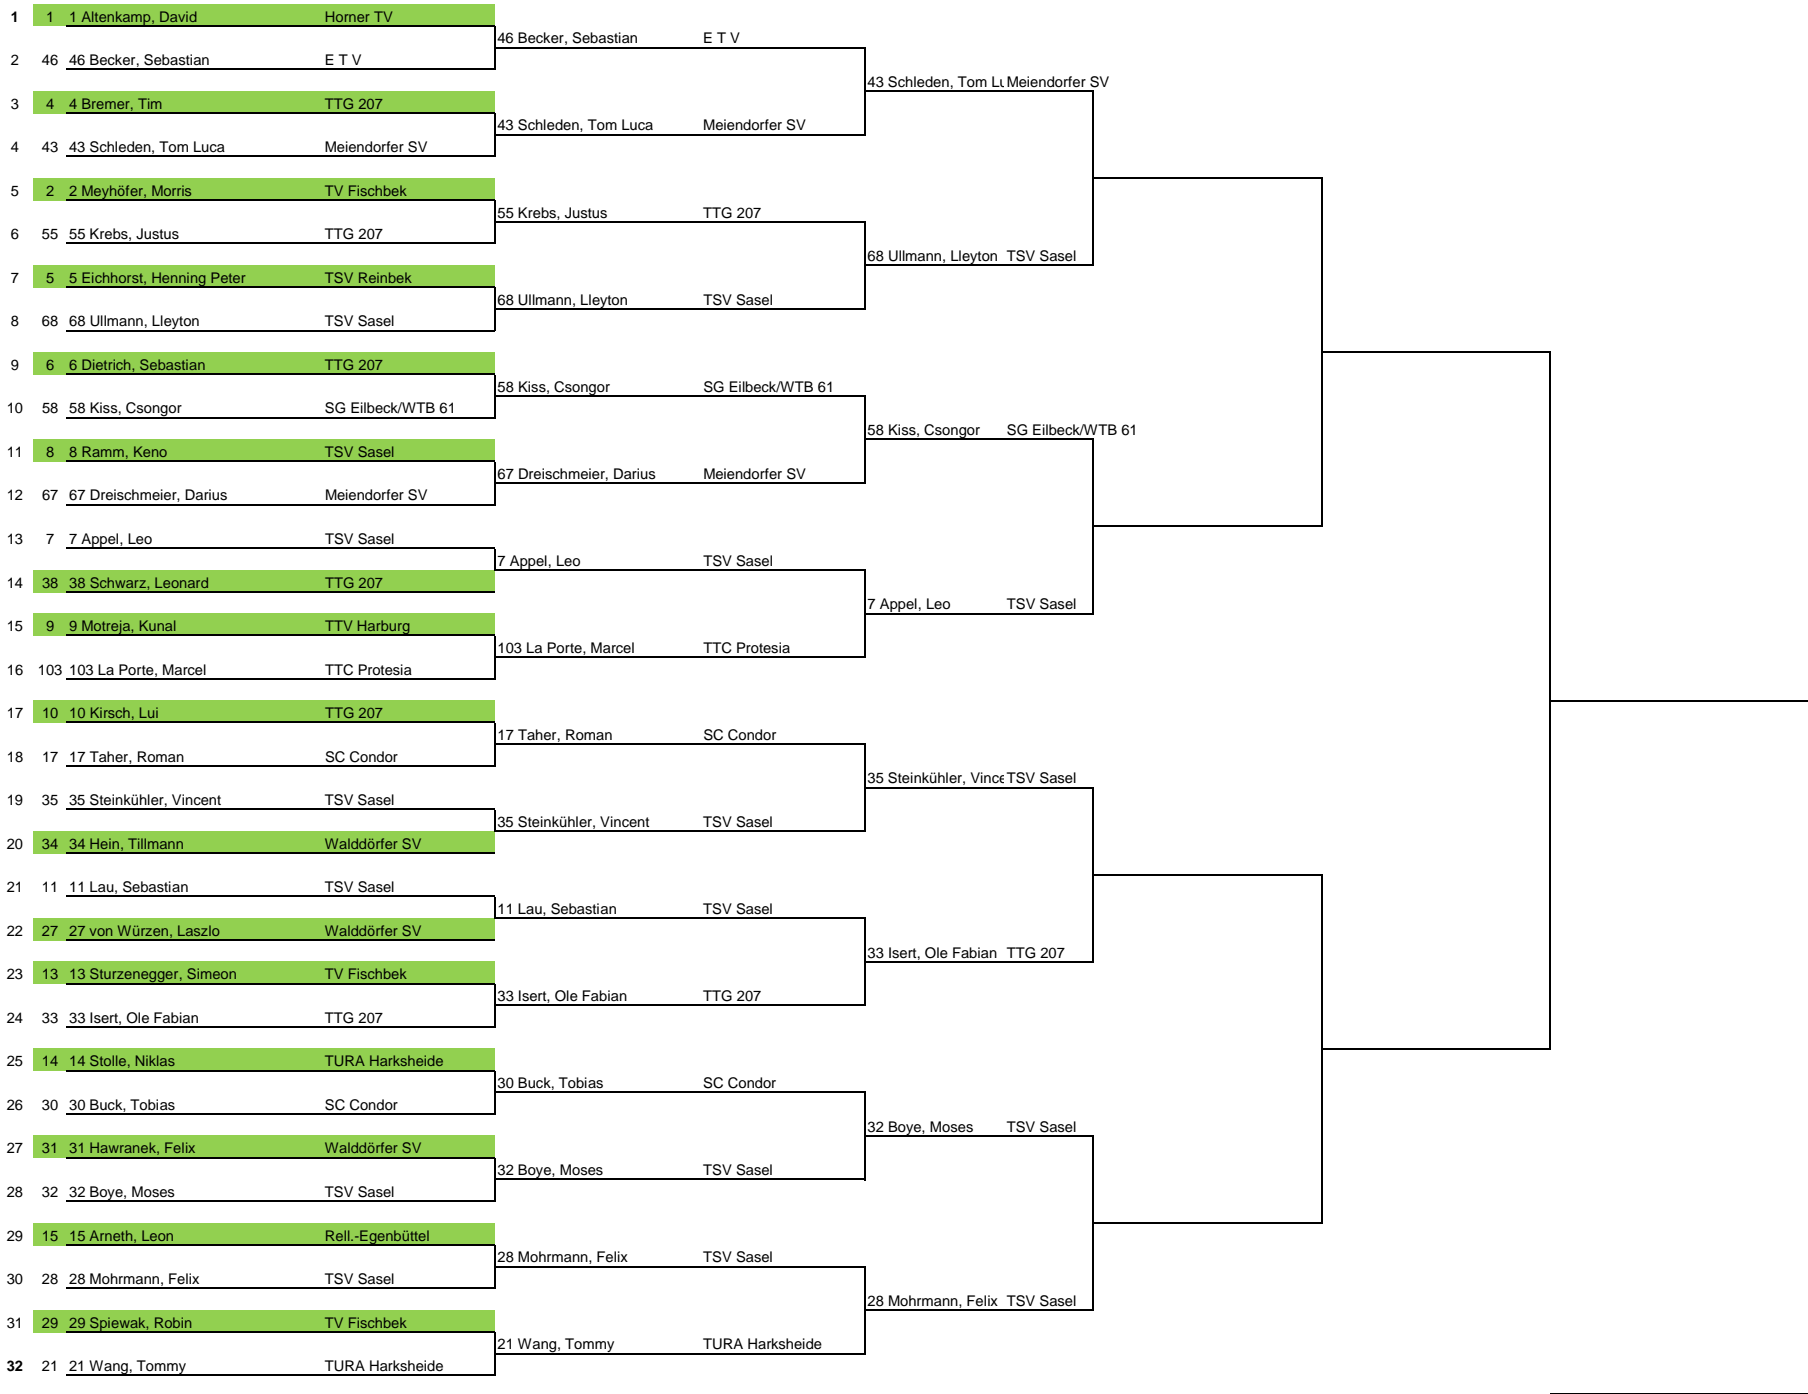 1 1 1 Altenkamp, David Horner TV
46 Becker, Sebastian E T V
2 46 46 Becker, Sebastian E T V
43 Schleden, Tom Lu Meiendorfer SV
3 4 4 Bremer, Tim TTG 207
43 Schleden, Tom Luca Meiendorfer SV
4 43 43 Schleden, Tom Luca Meiendorfer SV
5 2 2 Meyhöfer, Morris TV Fischbek
55 Krebs, Justus TTG 207
6 55 55 Krebs, Justus TTG 207
68 Ullmann, Lleyton TSV Sasel
7 5 5 Eichhorst, Henning Peter TSV Reinbek
68 Ullmann, Lleyton TSV Sasel
8 68 68 Ullmann, Lleyton TSV Sasel
9 6 6 Dietrich, Sebastian TTG 207
58 Kiss, Csongor SG Eilbeck/WTB 61
10 58 58 Kiss, Csongor SG Eilbeck/WTB 61
58 Kiss, Csongor SG Eilbeck/WTB 61
11 8 8 Ramm, Keno TSV Sasel
67 Dreischmeier, Darius Meiendorfer SV
12 67 67 Dreischmeier, Darius Meiendorfer SV
13 7 7 Appel, Leo TSV Sasel
7 Appel, Leo TSV Sasel
14 38 38 Schwarz, Leonard TTG 207
7 Appel, Leo TSV Sasel
15 9 9 Motreja, Kunal TTV Harburg
103 La Porte, Marcel TTC Protesia
16 103 103 La Porte, Marcel TTC Protesia
17 10 10 Kirsch, Lui TTG 207
17 Taher, Roman SC Condor
18 17 17 Taher, Roman SC Condor
35 Steinkühler, Vince TSV Sasel
19 35 35 Steinkühler, Vincent TSV Sasel
35 Steinkühler, Vincent TSV Sasel
20 34 34 Hein, Tillmann Walddörfer SV
21 11 11 Lau, Sebastian TSV Sasel
11 Lau, Sebastian TSV Sasel
22 27 27 von Würzen, Laszlo Walddörfer SV
33 Isert, Ole Fabian TTG 207
23 13 13 Sturzenegger, Simeon TV Fischbek
33 Isert, Ole Fabian TTG 207
24 33 33 Isert, Ole Fabian TTG 207
25 14 14 Stolle, Niklas TURA Harksheide
30 Buck, Tobias SC Condor
26 30 30 Buck, Tobias SC Condor
32 Boye, Moses TSV Sasel
27 31 31 Hawranek, Felix Walddörfer SV
32 Boye, Moses TSV Sasel
28 32 32 Boye, Moses TSV Sasel
29 15 15 Arneth, Leon Rell.-Egenbüttel
28 Mohrmann, Felix TSV Sasel
30 28 28 Mohrmann, Felix TSV Sasel
28 Mohrmann, Felix TSV Sasel
31 29 29 Spiewak, Robin TV Fischbek
21 Wang, Tommy TURA Harksheide
32 21 21 Wang, Tommy TURA Harksheide